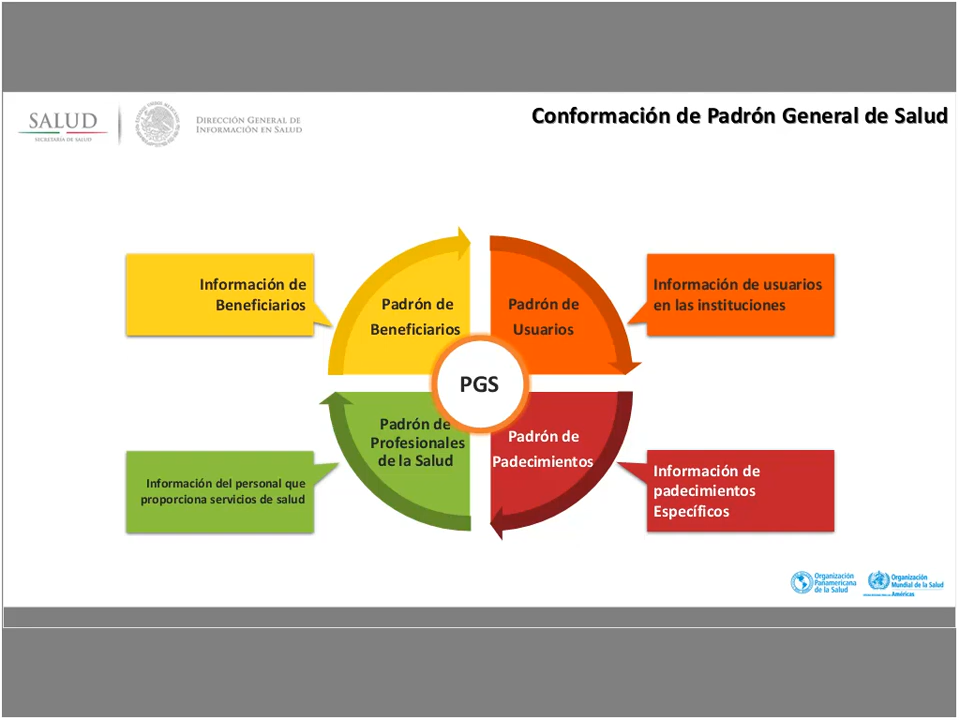 SALUD
SECRETARÍA DE SALUD
DIRECCIÓN GENERAL DE
INFORMACIÓN EN SALUD
Conformación de Padrón General de Salud
Información de
Beneficiarios
Padrón de
Beneficiarios
Padrón de
Usuarios
Información de usuarios
en las instituciones
PGS
Información del personal que
proporciona servicios de salud
Padrón de
Profesionales
de la Salud
Padrón de
Padecimientos
Información de
padecimientos
Específicos
Organización
Panamericana
de la Salud
Organización
Mundial de la Salud
Américas